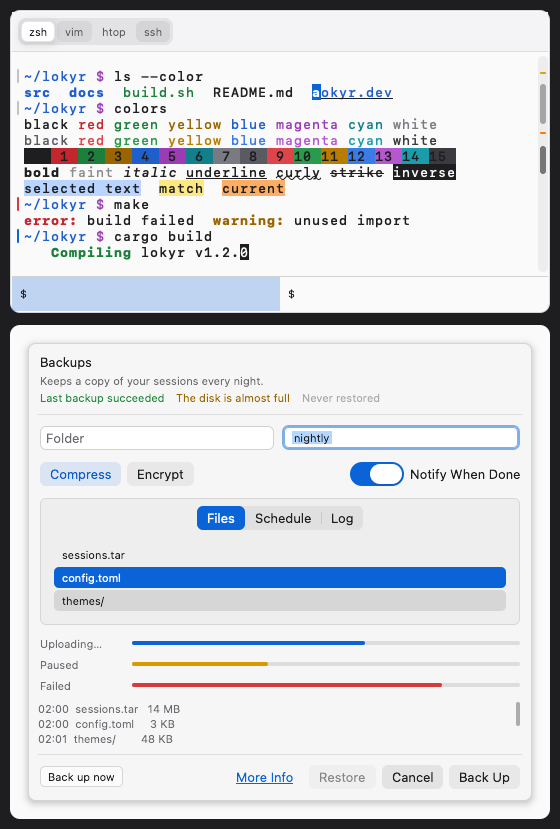 zsh vim htop ssh
~/lokyr $ ls --color
src docs build.sh README.md aokyr.dev
~/lokyr $ colors
black red green yellow blue magenta cyan white
black red green yellow blue magenta cyan white
1 2 3 4 5 6 7 8 9 10 11 12 13 14 15
bold faint italic underline curly strike inverse
selected text match current
~/lokyr $ make
error: build failed warning: unused import
~/lokyr $ cargo build
Compiling lokyr v1.2.0
$ $
Backups
Keeps a copy of your sessions every night.
Last backup succeeded The disk is almost full Never restored
Folder nightly
Compress Encrypt Notify When Done
Files Schedule Log
sessions.tar
config.toml
themes/
Uploading...
Paused
Failed
02:00 sessions.tar 14 MB
02:00 config.toml 3 KB
02:01 themes/ 48 KB
Back up now More Info Restore Cancel Back Up